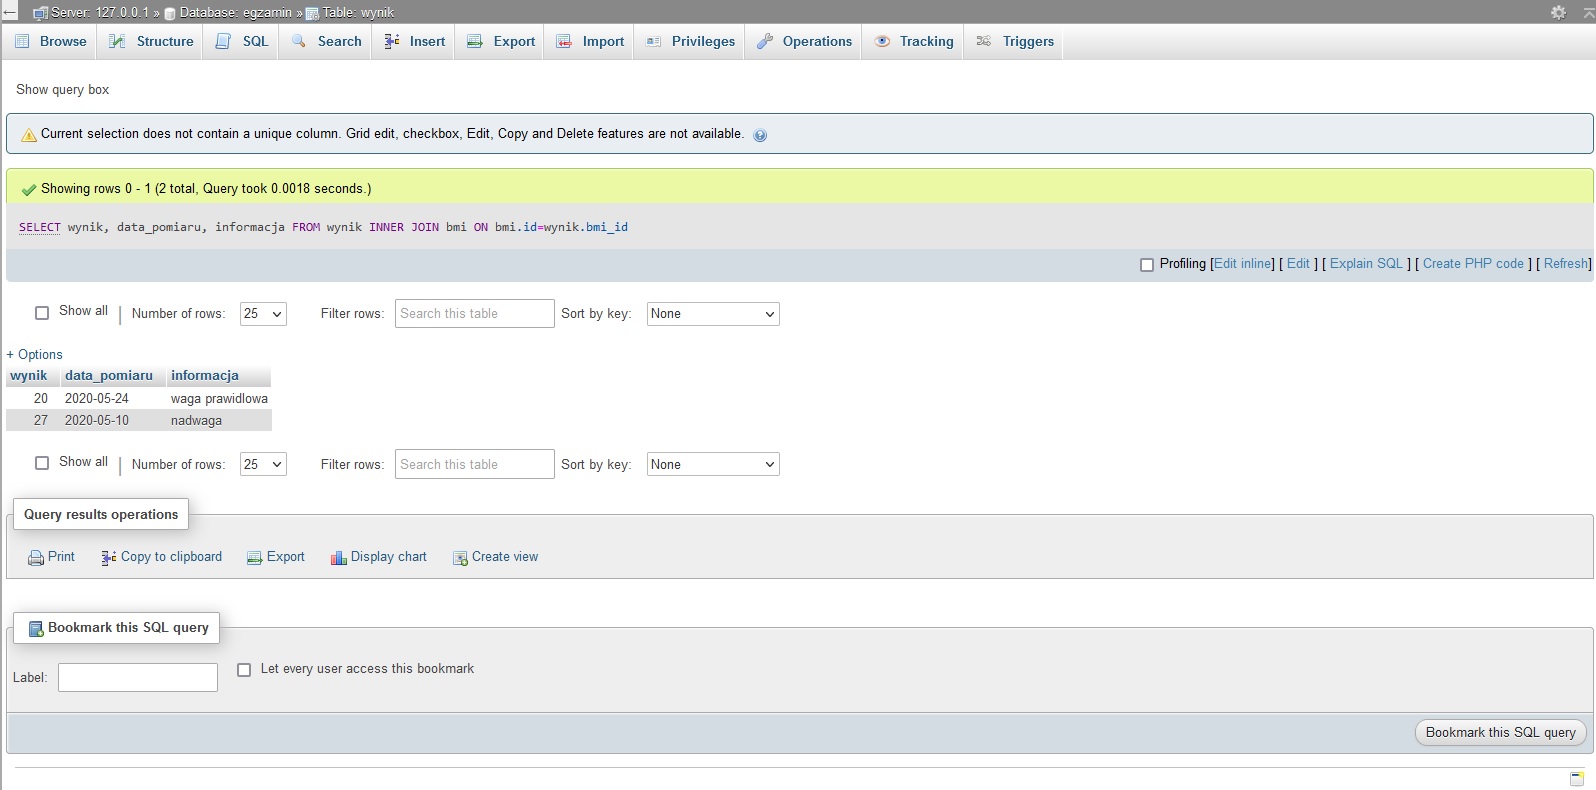 Server: 127.0.0.1 » Database: egzamin » Table: wynik
Browse Structure SQL Search Insert Export Import Privileges Operations Tracking Triggers
Show query box
Current selection does not contain a unique column. Grid edit, checkbox, Edit, Copy and Delete features are not available.
Showing rows 0 - 1 (2 total, Query took 0.0018 seconds.)
SELECT wynik, data_pomiaru, informacja FROM wynik INNER JOIN bmi ON bmi.id=wynik.bmi_id
Profiling [Edit inline] [ Edit ] [ Explain SQL ] [ Create PHP code ] [ Refresh]
Show all | Number of rows: 25 Filter rows: Search this table Sort by key: None
+ Options
wynik data_pomiaru informacja
20 2020-05-24 waga prawidlowa
27 2020-05-10 nadwaga
Show all | Number of rows: 25 Filter rows: Search this table Sort by key: None
Query results operations
Print Copy to clipboard Export Display chart Create view
Bookmark this SQL query
Label: Let every user access this bookmark
Bookmark this SQL query